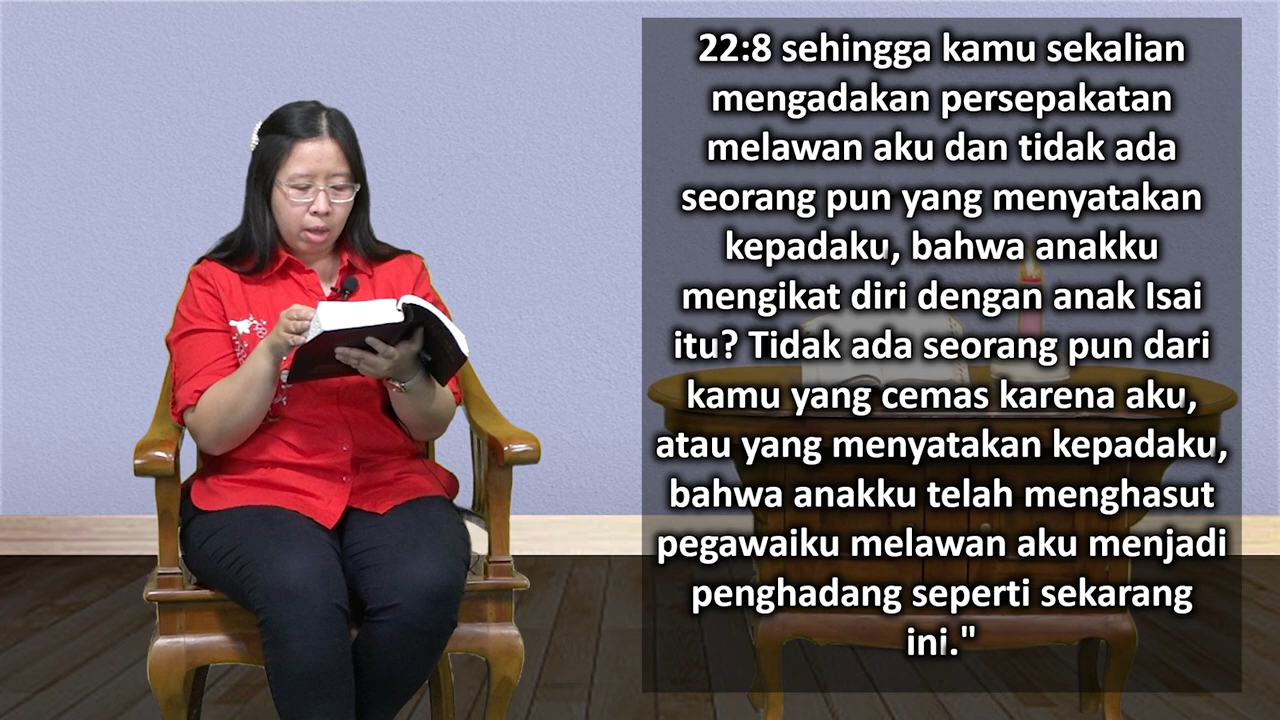 22:8 sehingga kamu sekalian
mengadakan persepakatan
melawan aku dan tidak ada
seorang pun yang menyatakan
kepadaku, bahwa anakku
mengikat diri dengan anak Isai
itu? Tidak ada seorang pun dari
kamu yang cemas karena aku,
atau yang menyatakan kepadaku,
bahwa anakku telah menghasut
pegawaiku melawan aku menjadi
penghadang seperti sekarang
ini."